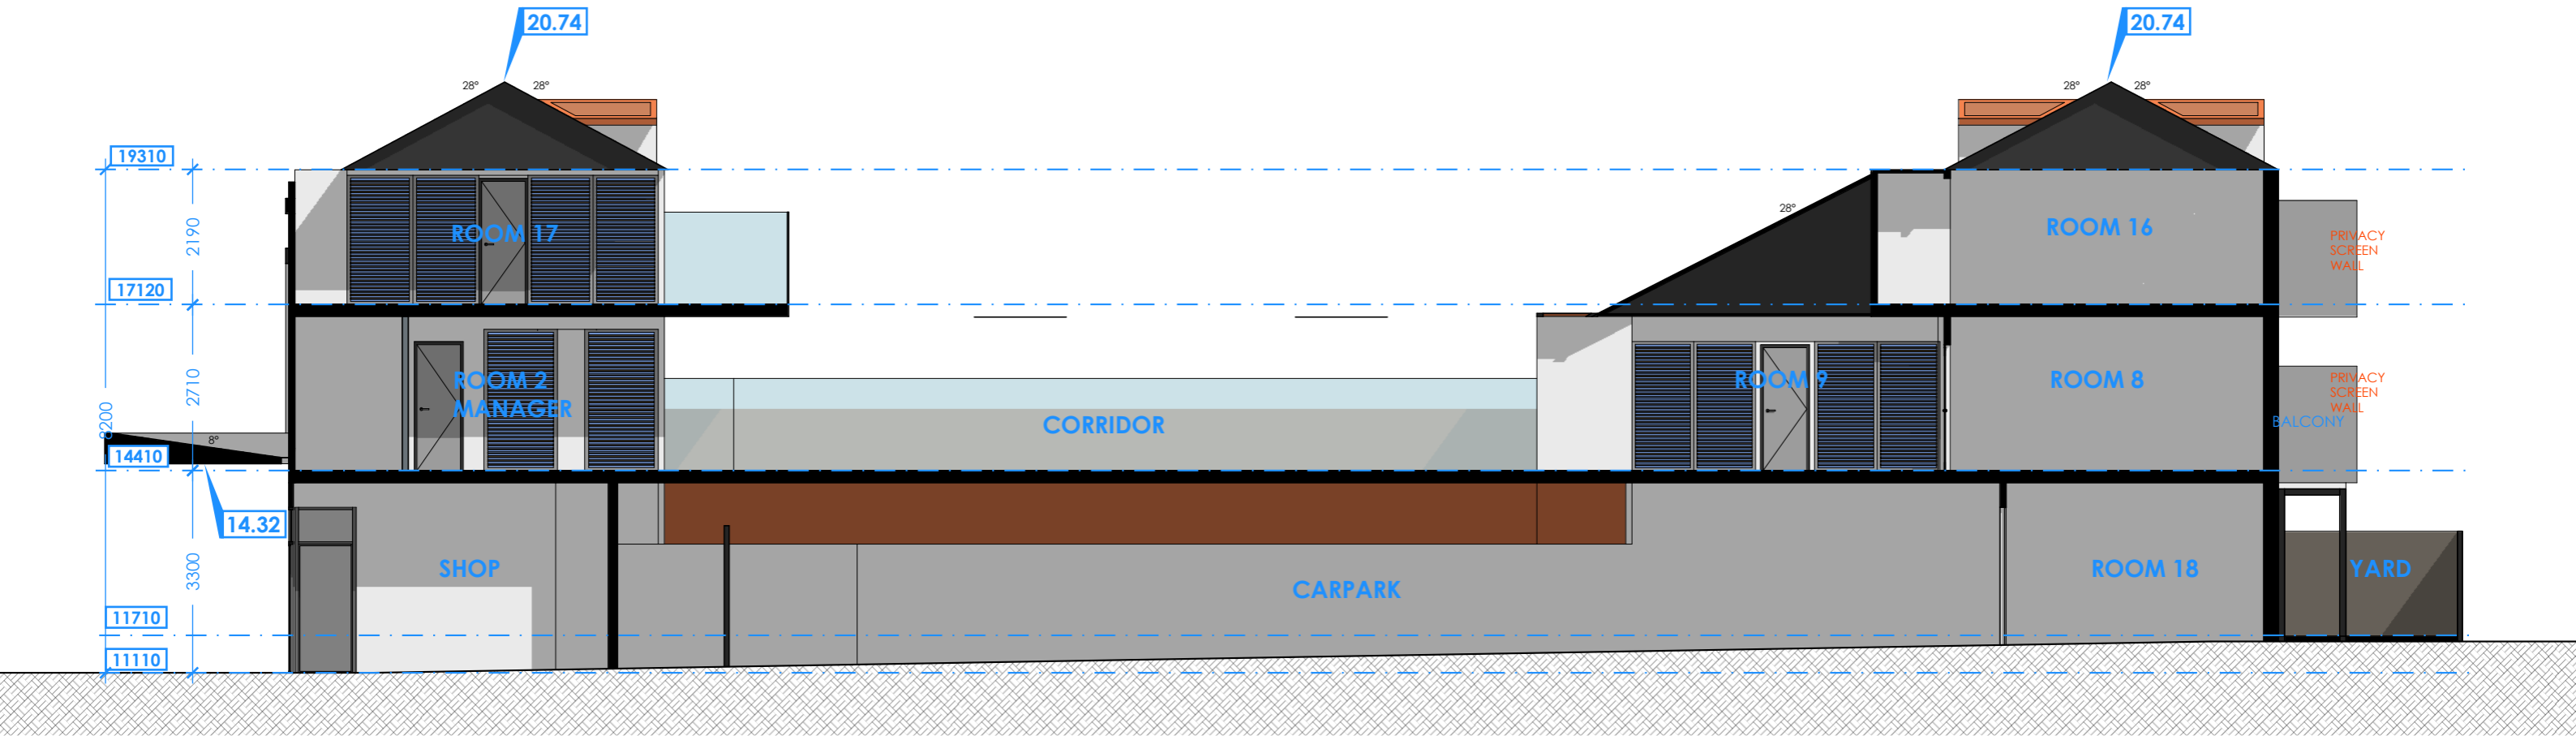 20.74
20.74
28°
28°
28°
28°
19310
2190
ROOM 17
28°
ROOM 16
PRIVACY
SCREEN
WALL
17120
2710
8200
ROOM 2
MANAGER
CORRIDOR
ROOM 9
ROOM 8
PRIVACY
SCREEN
WALL
BALCONY
8°
14410
14.32
3300
SHOP
CARPARK
ROOM 18
YARD
11710
11110